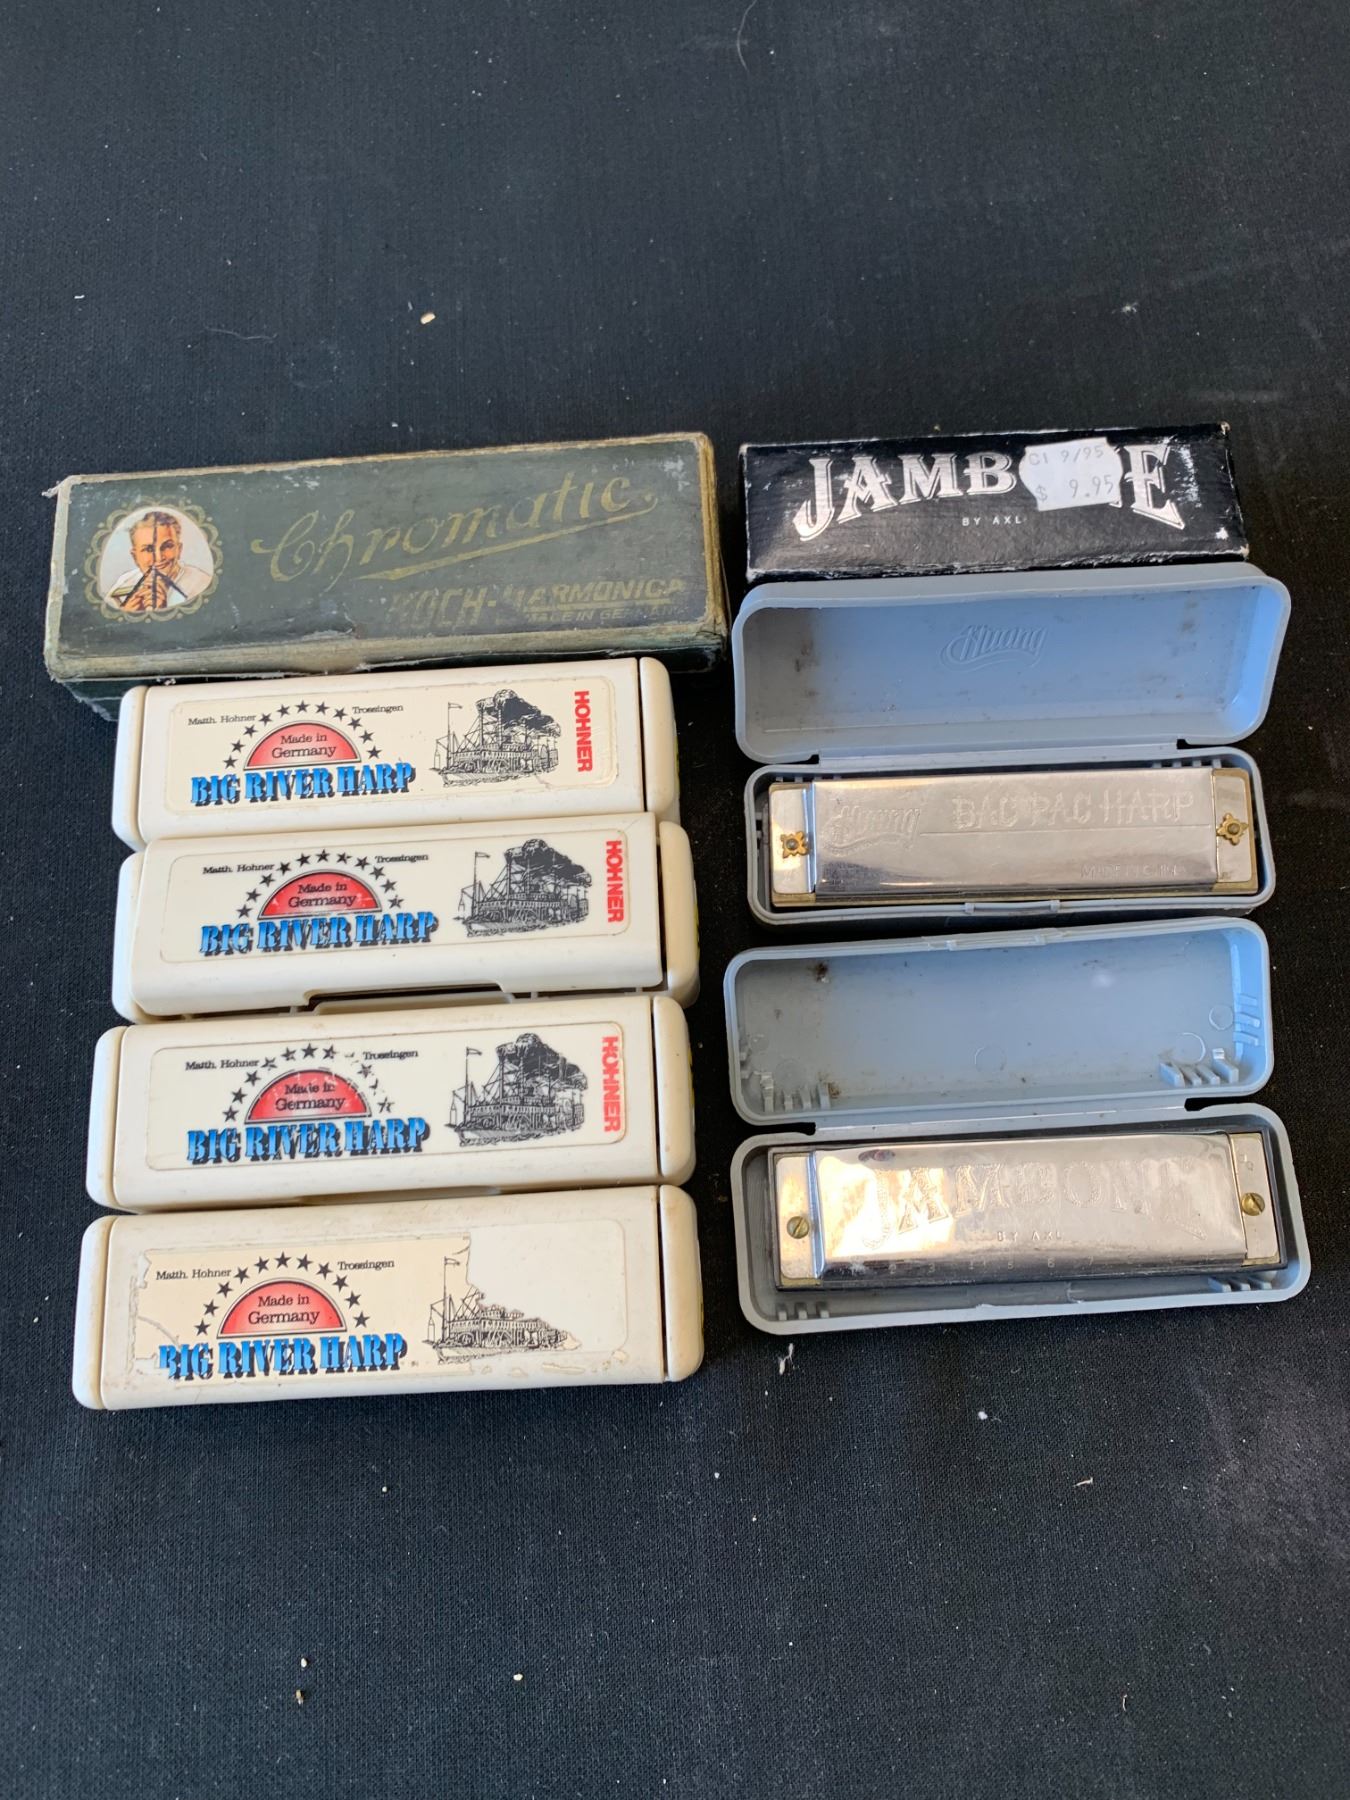 Chromatic
KOCH-HARMONICA
MADE IN GERMANY
JAMB
NE
C1 9/95
$ 9.95
BY AXL
Huang
Matth. Hohner
Trossingen
Made in
Germany
BIG RIVER HARP
HOHNER
Huang
BAC PAC HARP
Matth. Hohner
Trossingen
Made in
Germany
BIG RIVER HARP
HOHNER
Matth. Hohner
Trossingen
Made in
Germany
BIG RIVER HARP
HOHNER
JAMBONE
BY AXL
Matth. Hohner
Trossingen
Made in
Germany
BIG RIVER HARP